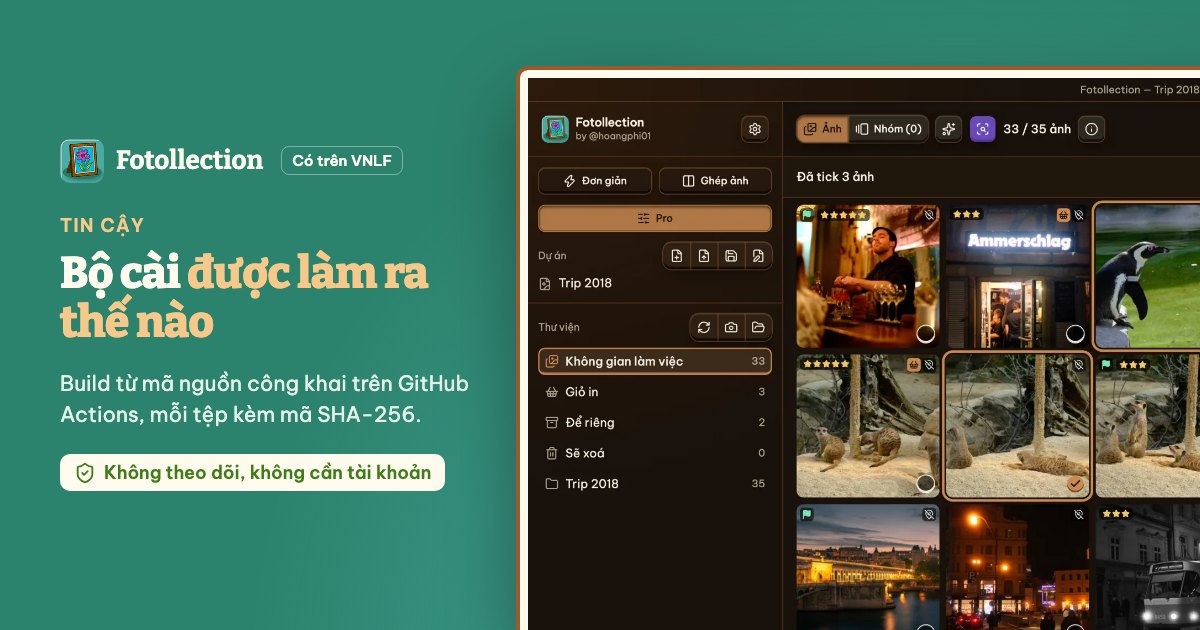 Fotollection
Có trên VNLF
TIN CẬY
Bộ cài được làm ra
thế nào
Build từ mã nguồn công khai trên GitHub
Actions, mỗi tệp kèm mã SHA-256.
Không theo dõi, không cần tài khoản
Fotollection — Trip 2018
Fotollection
by @hoangphi01
Đơn giản
Ghép ảnh
Pro
Dự án
Trip 2018
Thư viện
Không gian làm việc 33
Giỏ in 3
Để riêng 2
Sẽ xoá 0
Trip 2018 35
Ảnh
Nhóm (0)
33 / 35 ảnh
Đã tick 3 ảnh
Ammerschlag